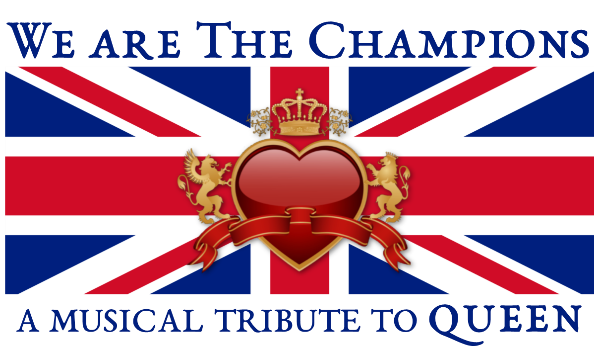 We are The Champions
a musical tribute to Queen